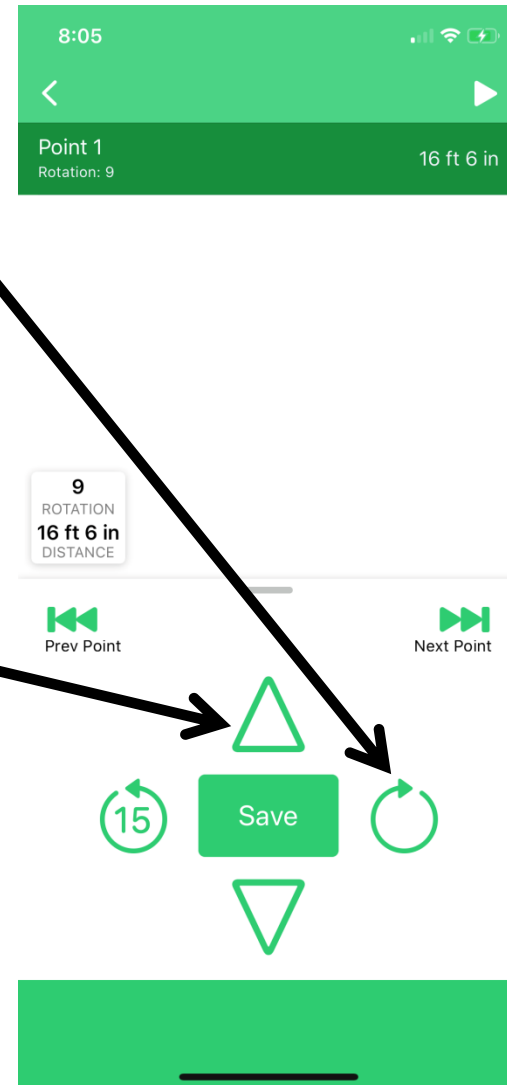 8:05
Point 1
Rotation: 9
16 ft 6 in
9
ROTATION
16 ft 6 in
DISTANCE
Prev Point
Next Point
15
Save